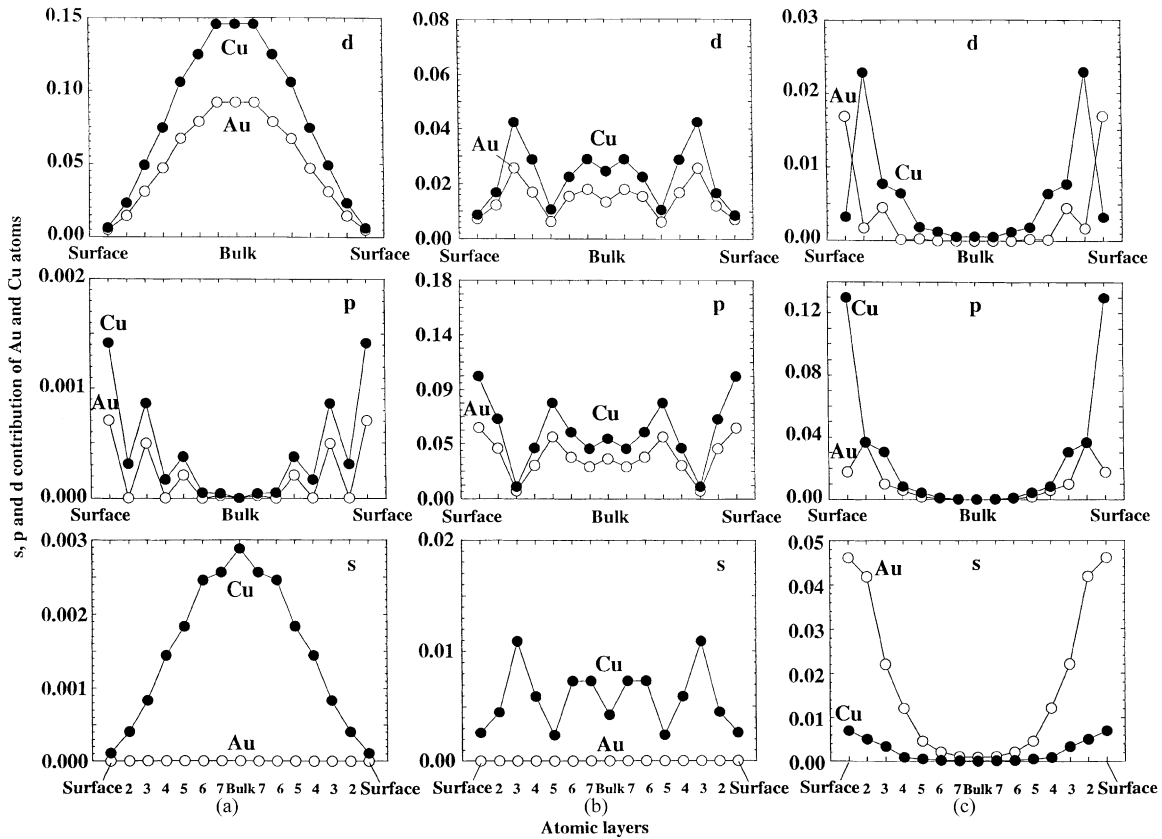 s, p and d contribution of Au and Cu atoms
0.15
0.10
0.05
0.00
d
Cu
Au
Surface Bulk Surface
0.08
0.06
0.04
0.02
0.00
d
Au
Cu
Surface Bulk Surface
0.03
0.02
0.01
0.00
d
Au
Cu
Surface Bulk Surface
0.002
0.001
0.000
p
Cu
Au
Surface Bulk Surface
0.18
0.14
0.09
0.05
0.00
p
Au
Cu
Surface Bulk Surface
0.12
0.08
0.04
0.00
p
Cu
Au
Surface Bulk Surface
0.003
0.002
0.001
0.000
s
Cu
Au
Surface 2 3 4 5 6 7 Bulk 7 6 5 4 3 2 Surface
(a)
0.02
0.01
0.00
s
Cu
Au
Surface 2 3 4 5 6 7 Bulk 7 6 5 4 3 2 Surface
(b)
0.05
0.04
0.03
0.02
0.01
0.00
s
Au
Cu
Surface 2 3 4 5 6 7 Bulk 7 6 5 4 3 2 Surface
(c)
Atomic layers